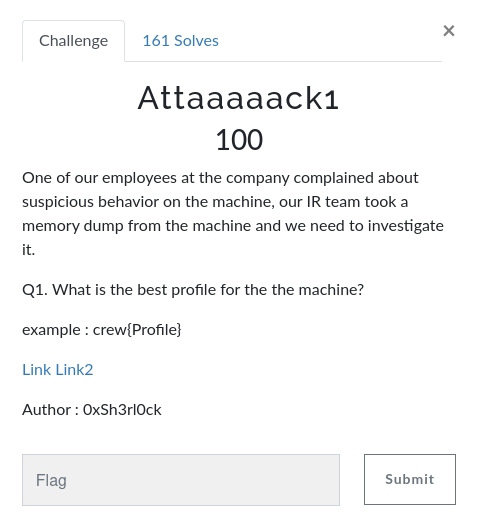 Challenge
161 Solves
×
Attaaaaack1
100
One of our employees at the company complained about
suspicious behavior on the machine, our IR team took a
memory dump from the machine and we need to investigate
it.
Q1. What is the best profile for the the machine?
example : crew{Profile}
Link Link2
Author : 0xSh3rl0ck
Flag
Submit